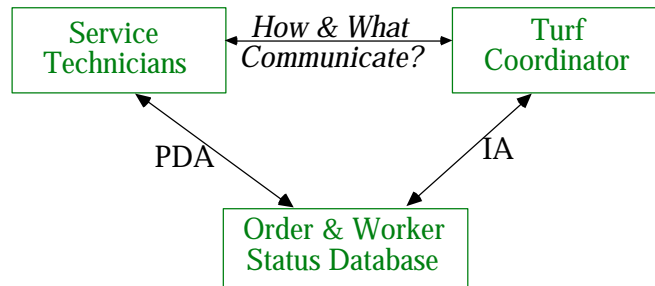 Service
Technicians
How & What
Communicate?
Turf
Coordinator
PDA
IA
Order & Worker
Status Database